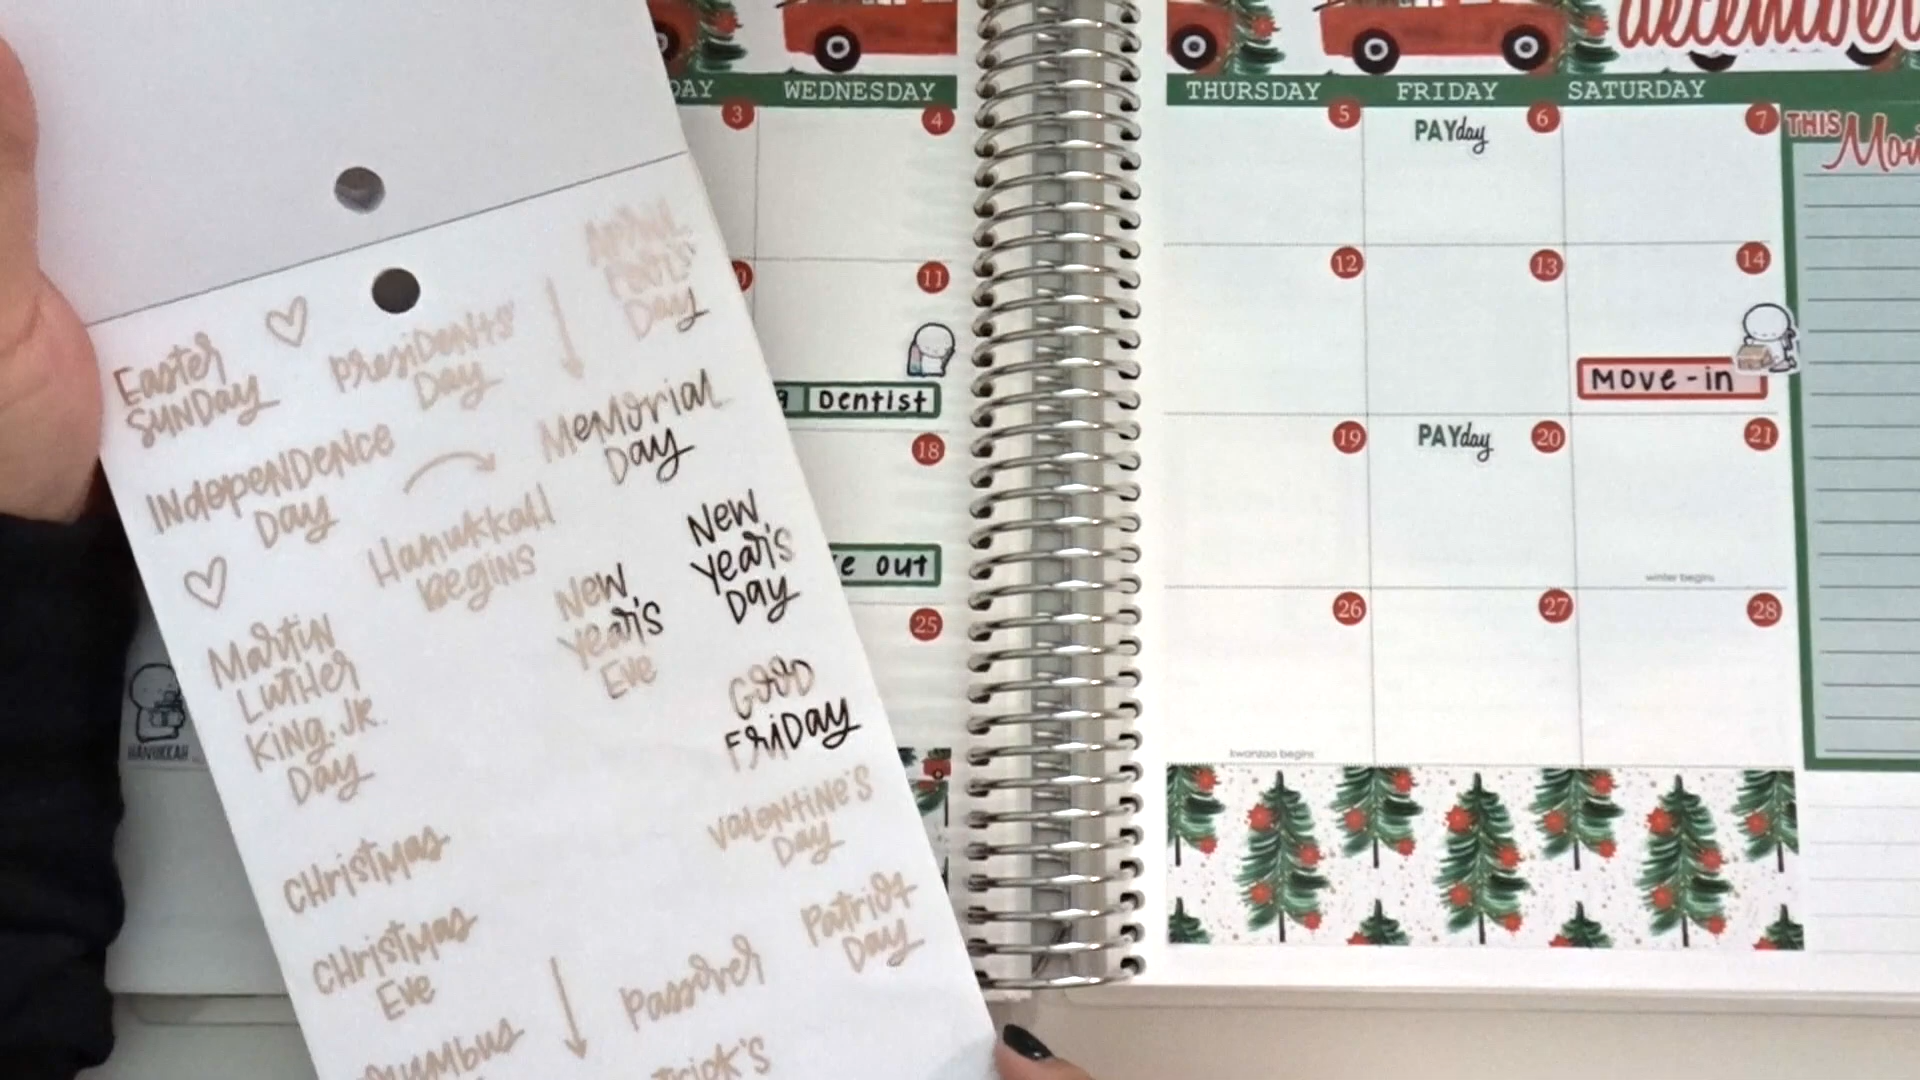 december
DAY WEDNESDAY THURSDAY FRIDAY SATURDAY
3 4 5 6 7
PAYday
THIS
11 12 13 14
Dentist
Move-in
18 19 20 21
PAYday
e out
winter begins
25 26 27 28
kwanzaa begins
HANUKKAH
APRIL
FOOLS'
Day
Easter
SUNDay
PresiDents'
Day
Memorial
Day
INDepeNDeNce
Day
Hanukkah
Begins
New
year's
Day
New
year's
Eve
Martin
Luther
King, Jr.
Day
GOOD
FRIDay
Valentine's
Day
CHristmas
Patriot
Day
CHristmas
Eve
Passover